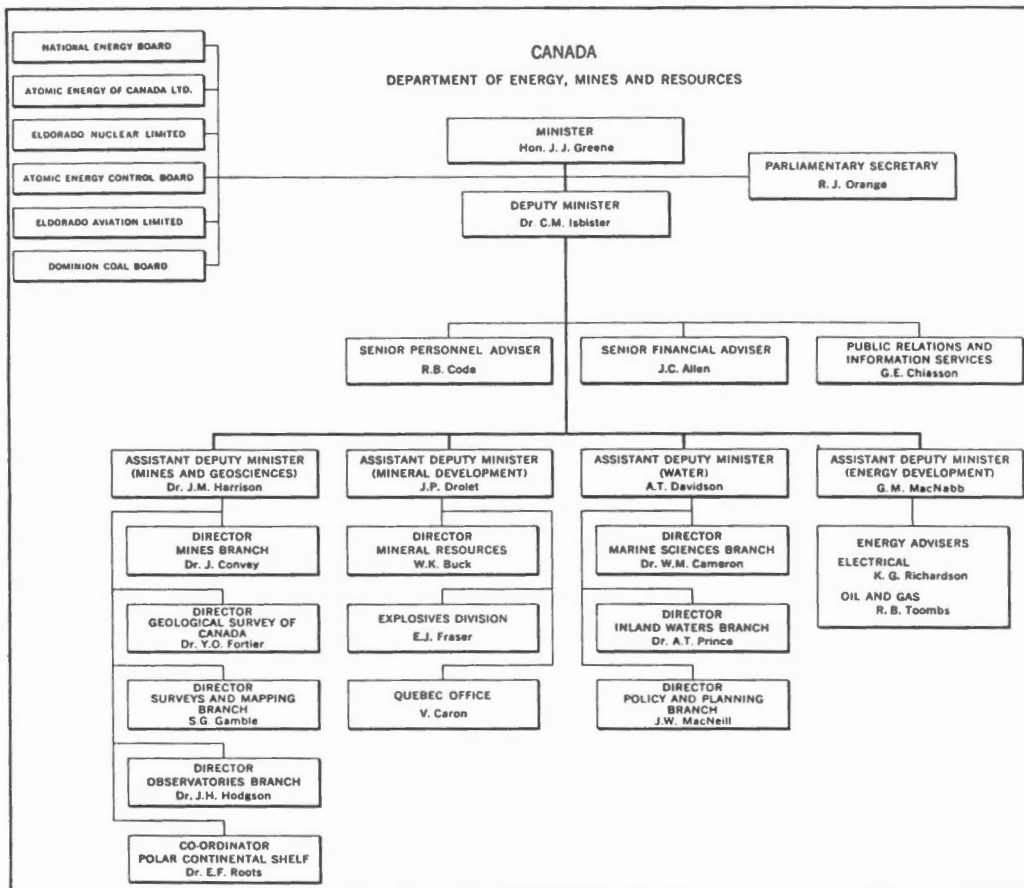 CANADA
DEPARTMENT OF ENERGY, MINES AND RESOURCES
NATIONAL ENERGY BOARD
ATOMIC ENERGY OF CANADA LTD.
ELDORADO NUCLEAR LIMITED
ATOMIC ENERGY CONTROL BOARD
ELDORADO AVIATION LIMITED
DOMINION COAL BOARD
MINISTER
Hon. J. J. Greene
PARLIAMENTARY SECRETARY
R. J. Orange
DEPUTY MINISTER
Dr. C.M. Isbister
SENIOR PERSONNEL ADVISER
R.B. Code
SENIOR FINANCIAL ADVISER
J.C. Allen
PUBLIC RELATIONS AND
INFORMATION SERVICES
G.E. Chiasson
ASSISTANT DEPUTY MINISTER
(MINES AND GEOSCIENCES)
Dr. J.M. Harrison
DIRECTOR
MINES BRANCH
Dr. J. Convey
DIRECTOR
GEOLOGICAL SURVEY OF
CANADA
Dr. Y.O. Fortier
DIRECTOR
SURVEYS AND MAPPING
BRANCH
S.G. Gamble
DIRECTOR
OBSERVATORIES BRANCH
Dr. J.H. Hodgson
CO-ORDINATOR
POLAR CONTINENTAL SHELF
Dr. E.F. Roots
ASSISTANT DEPUTY MINISTER
(MINERAL DEVELOPMENT)
J.P. Drolet
DIRECTOR
MINERAL RESOURCES
W.K. Buck
EXPLOSIVES DIVISION
E.J. Fraser
QUEBEC OFFICE
V. Caron
ASSISTANT DEPUTY MINISTER
(WATER)
A.T. Davidson
DIRECTOR
MARINE SCIENCES BRANCH
Dr. W.M. Cameron
DIRECTOR
INLAND WATERS BRANCH
Dr. A.T. Prince
DIRECTOR
POLICY AND PLANNING
BRANCH
J.W. MacNeill
ASSISTANT DEPUTY MINISTER
(ENERGY DEVELOPMENT)
G. M. MacNabb
ENERGY ADVISERS
ELECTRICAL
K. G. Richardson
OIL AND GAS
R. B. Toombs